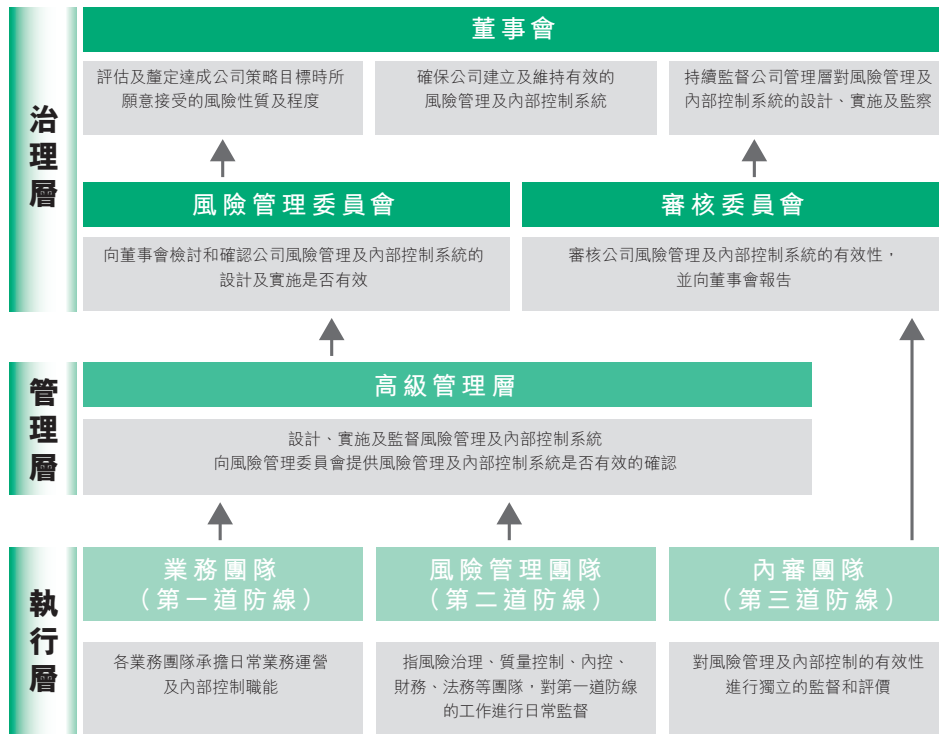 治理層
董事會
評估及釐定達成公司策略目標時所
願意接受的風險性質及程度
確保公司建立及維持有效的
風險管理及內部控制系統
持續監督公司管理層對風險管理及
內部控制系統的設計、實施及監察
風險管理委員會
向董事會檢討和確認公司風險管理及內部控制系統的
設計及實施是否有效
審核委員會
審核公司風險管理及內部控制系統的有效性，
並向董事會報告
管理層
高級管理層
設計、實施及監督風險管理及內部控制系統
向風險管理委員會提供風險管理及內部控制系統是否有效的確認
執行層
業務團隊
（第一道防線）
各業務團隊承擔日常業務運營
及內部控制職能
風險管理團隊
（第二道防線）
指風險治理、質量控制、內控、
財務、法務等團隊，對第一道防線
的工作進行日常監督
內審團隊
（第三道防線）
對風險管理及內部控制的有效性
進行獨立的監督和評價